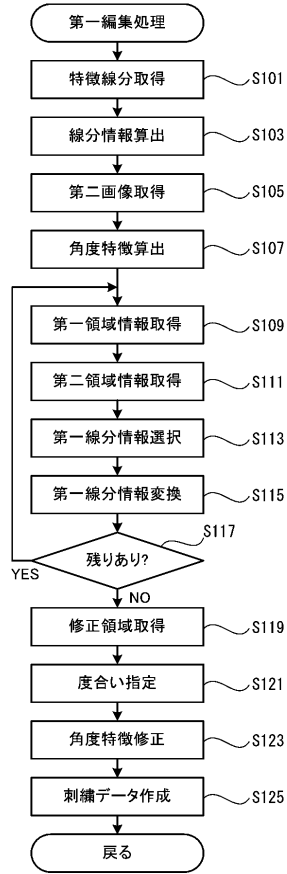 第一編集処理
特徴線分取得 S101
線分情報算出 S103
第二画像取得 S105
角度特徴算出 S107
第一領域情報取得 S109
第二領域情報取得 S111
第一線分情報選択 S113
第一線分情報変換 S115
S117
残りあり?
YES
NO
修正領域取得 S119
度合い指定 S121
角度特徴修正 S123
刺繍データ作成 S125
戻る